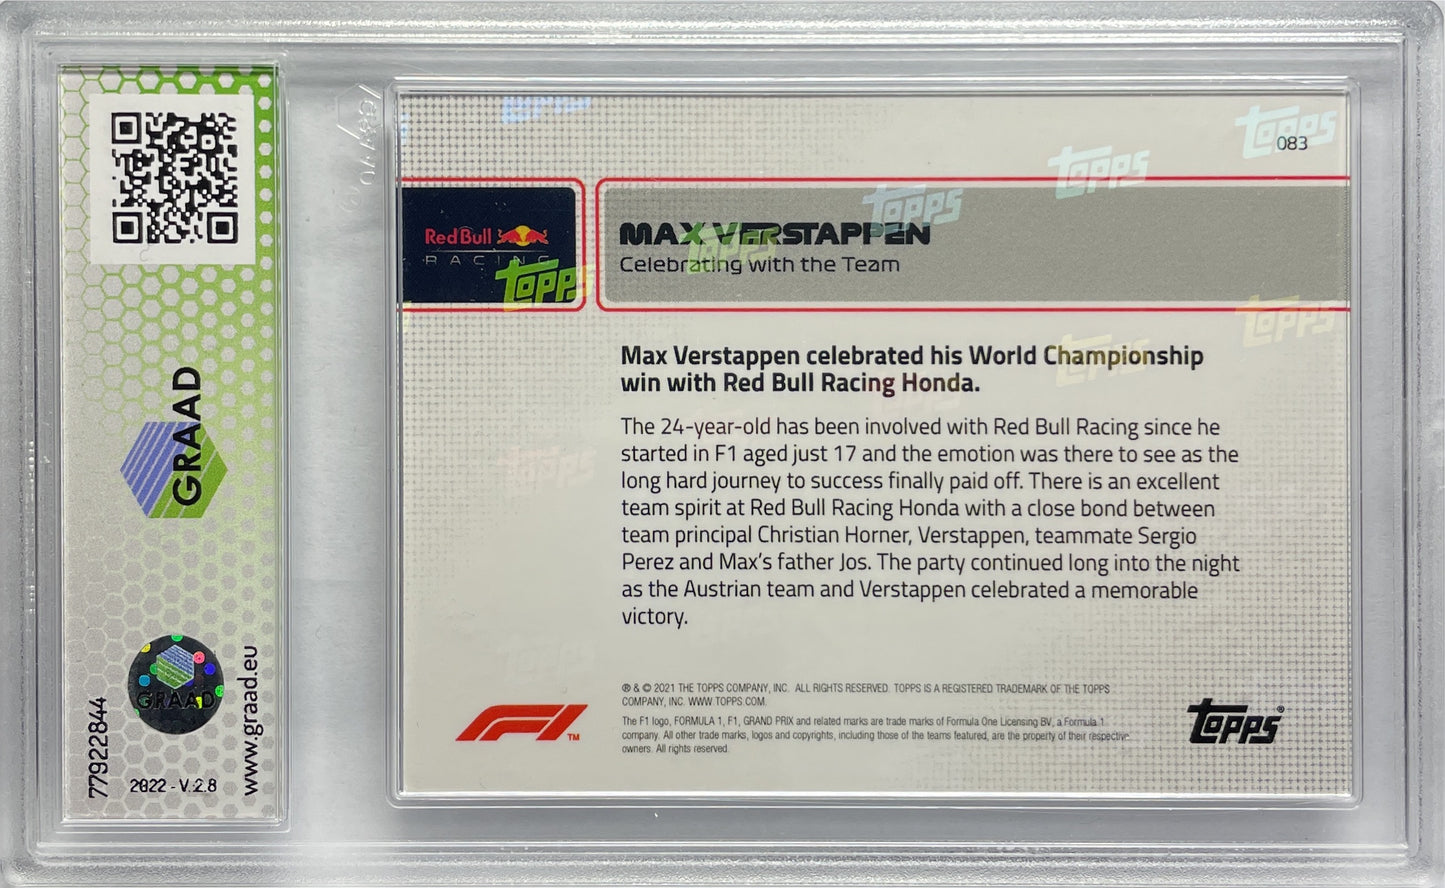 GRAAD
GRAAD
77922844
2022 - V.2.8
www.graad.eu
Topps
Topps
083
Topps
Red Bull
RACING
Topps
MAX VERSTAPPEN
Topps
Celebrating with the Team
Topps
Topps
Max Verstappen celebrated his World Championship
win with Red Bull Racing Honda.
The 24-year-old has been involved with Red Bull Racing since he
started in F1 aged just 17 and the emotion was there to see as the
long hard journey to success finally paid off. There is an excellent
team spirit at Red Bull Racing Honda with a close bond between
team principal Christian Horner, Verstappen, teammate Sergio
Perez and Max's father Jos. The party continued long into the night
as the Austrian team and Verstappen celebrated a memorable
victory.
Topps
Topps
® & © 2021 THE TOPPS COMPANY, INC. ALL RIGHTS RESERVED. TOPPS IS A REGISTERED TRADEMARK OF THE TOPPS
COMPANY, INC. WWW.TOPPS.COM.
The F1 logo, FORMULA 1, F1, GRAND PRIX and related marks are trade marks of Formula One Licensing BV, a Formula 1
company. All other trade marks, logos and copyrights, including those of the teams featured, are the property of their respective
owners. All rights reserved.
F1 ™
Topps®